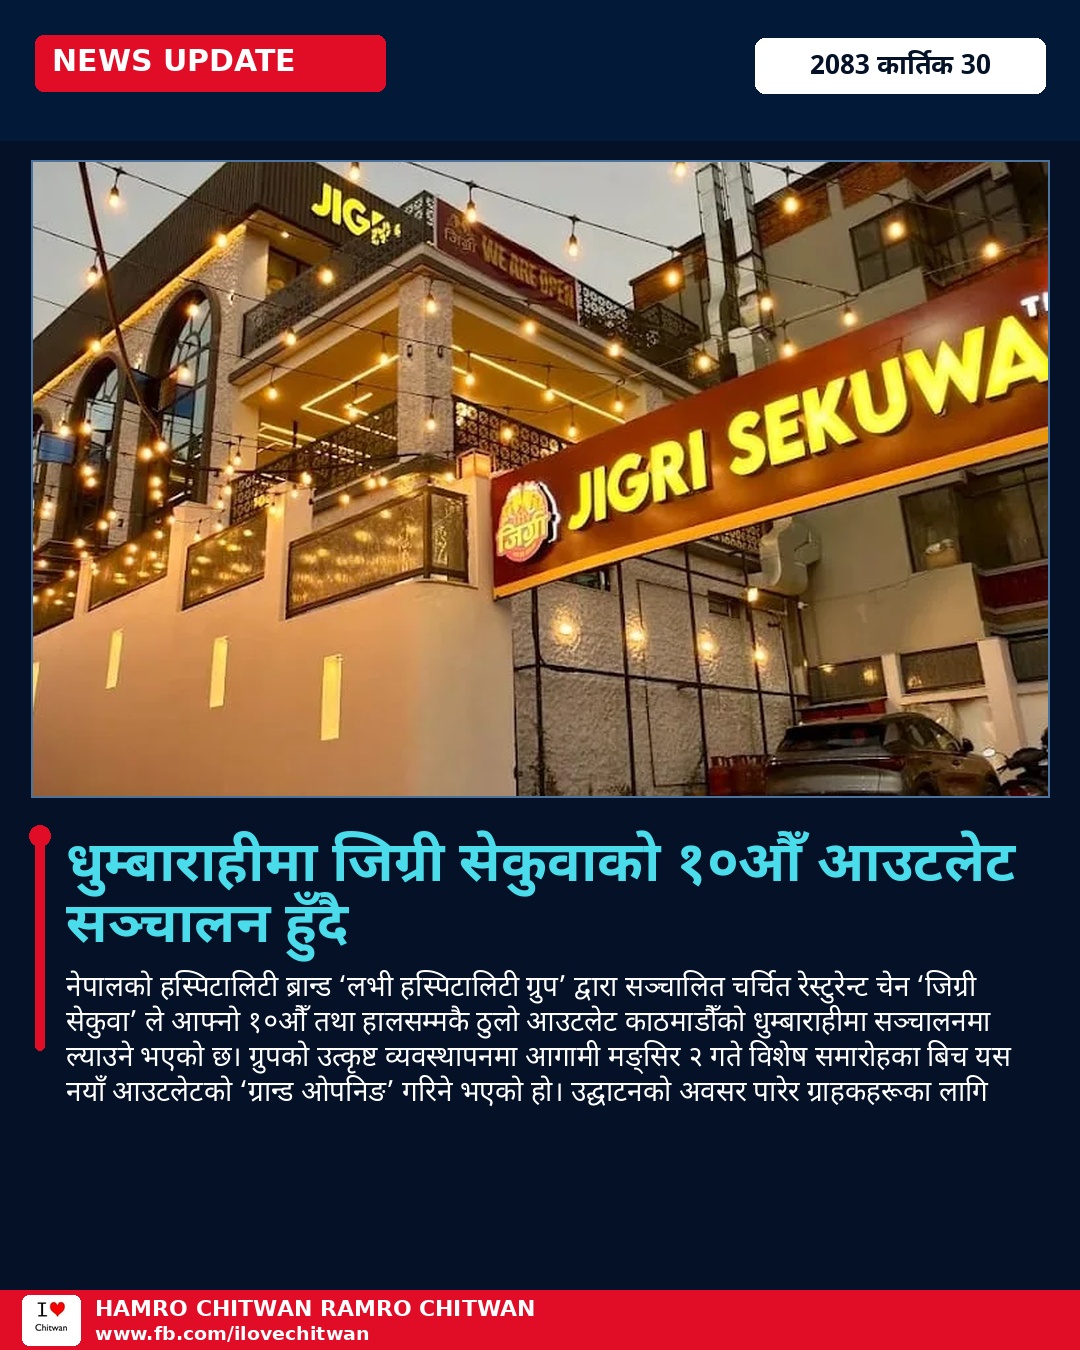 NEWS UPDATE
2083 कार्तिक 30
जिग्री WE ARE OPEN
JIGRI SEKUWA
जिग्री
धुम्बाराहीमा जिग्री सेकुवाको १०औँ आउटलेट
सञ्चालन हुँदै
नेपालको हस्पिटालिटी ब्रान्ड ‘लभी हस्पिटालिटी ग्रुप’ द्वारा सञ्चालित चर्चित रेस्टुरेन्ट चेन ‘जिग्री
सेकुवा’ ले आफ्नो १०औँ तथा हालसम्मकै ठुलो आउटलेट काठमाडौँको धुम्बाराहीमा सञ्चालनमा
ल्याउने भएको छ। ग्रुपको उत्कृष्ट व्यवस्थापनमा आगामी मङ्सिर २ गते विशेष समारोहका बिच यस
नयाँ आउटलेटको ‘ग्रान्ड ओपनिङ’ गरिने भएको हो। उद्घाटनको अवसर पारेर ग्राहकहरूका लागि
I ❤
Chitwan
HAMRO CHITWAN RAMRO CHITWAN
www.fb.com/ilovechitwan